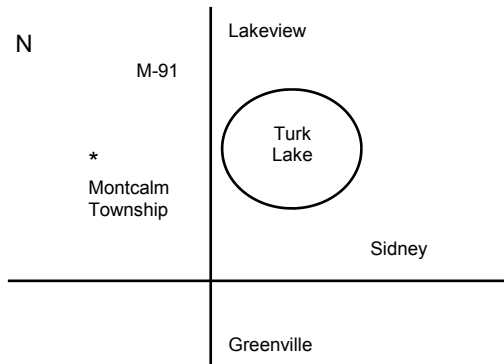 Lakeview
N
M-91
Turk
Lake
*
Montcalm
Township
Sidney
Greenville